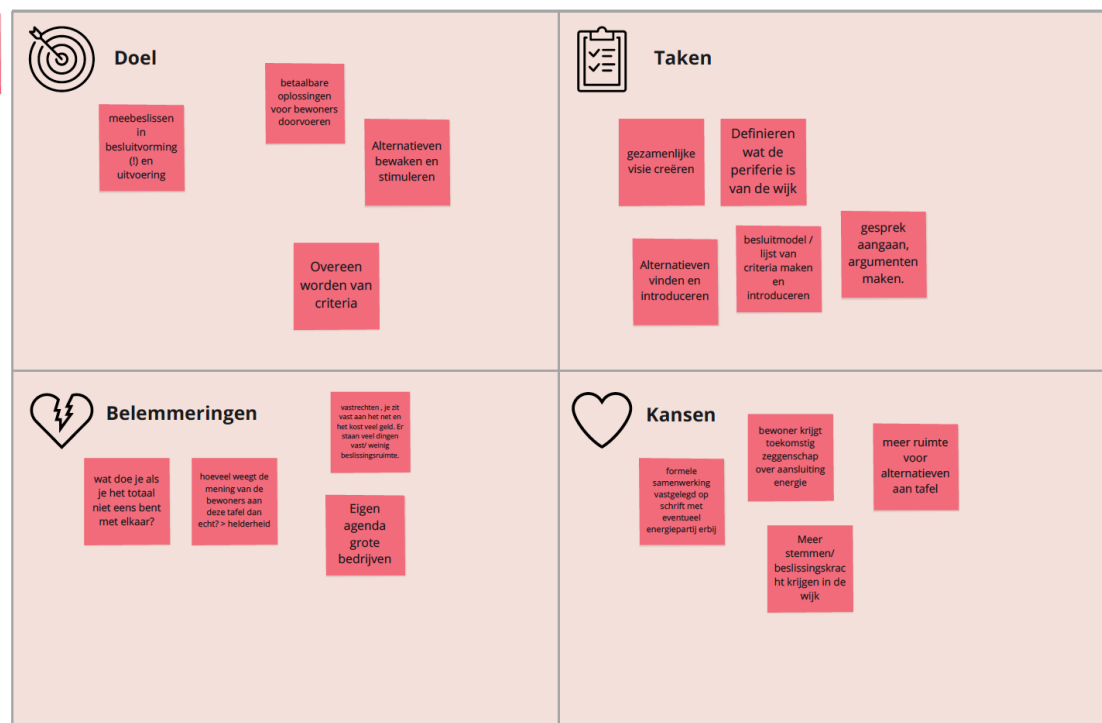 Doel
betaalbare
oplossingen
voor bewoners
doorvoeren
meebeslissen
in
besluitvorming
(!) en
uitvoering
Alternatieven
bewaken en
stimuleren
Overeen
worden van
criteria
Taken
gezamenlijke
visie creëren
Definieren
wat de
periferie is
van de wijk
Alternatieven
vinden en
introduceren
besluitmodel /
lijst van
criteria maken
en
introduceren
gesprek
aangaan,
argumenten
maken.
Belemmeringen
vastrechten , je zit
vast aan het net en
het kost veel geld. Er
staan veel dingen
vast/ weinig
beslissingsruimte.
wat doe je als
je het totaal
niet eens bent
met elkaar?
hoeveel weegt de
mening van de
bewoners aan
deze tafel dan
echt? > helderheid
Eigen
agenda
grote
bedrijven
Kansen
bewoner krijgt
toekomstig
zeggenschap
over aansluiting
energie
meer ruimte
voor
alternatieven
aan tafel
formele
samenwerking
vastgelegd op
schrift met
eventueel
energiepartij erbij
Meer
stemmen/
beslissingskrac
ht krijgen in de
wijk